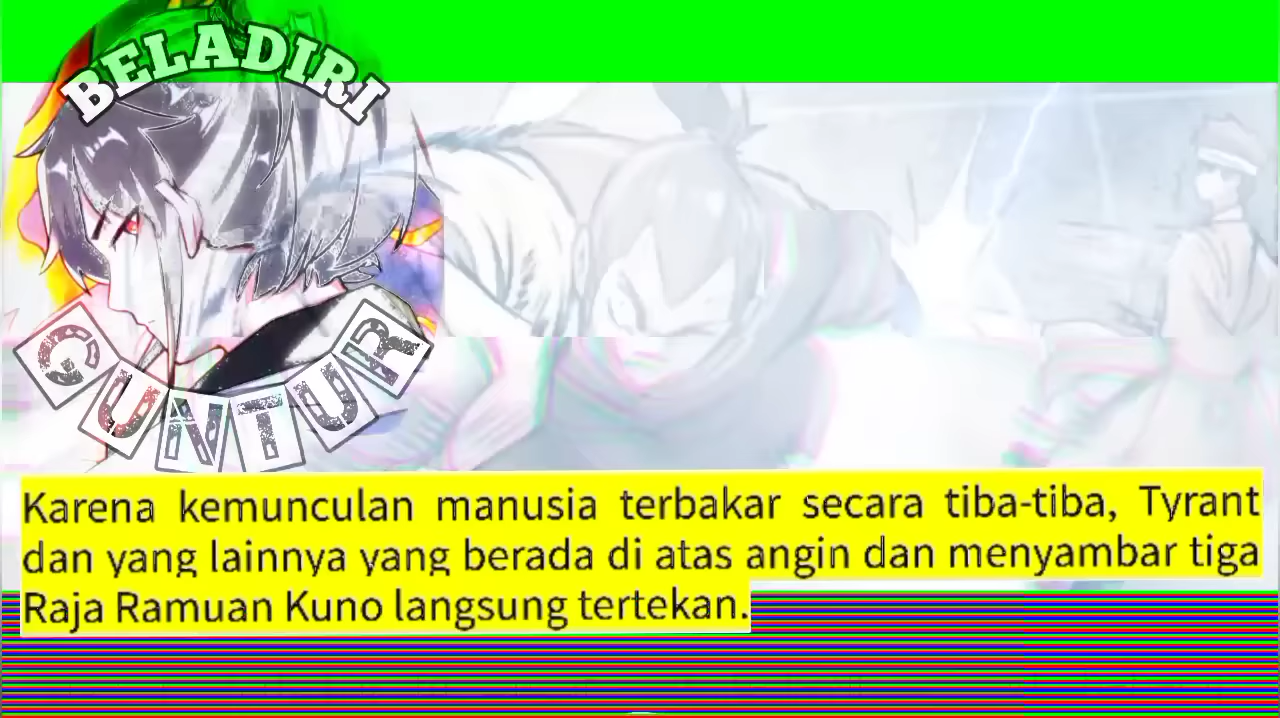 BELADIRI
GUNTUR
Karena kemunculan manusia terbakar secara tiba-tiba, Tyrant
dan yang lainnya yang berada di atas angin dan menyambar tiga
Raja Ramuan Kuno langsung tertekan.